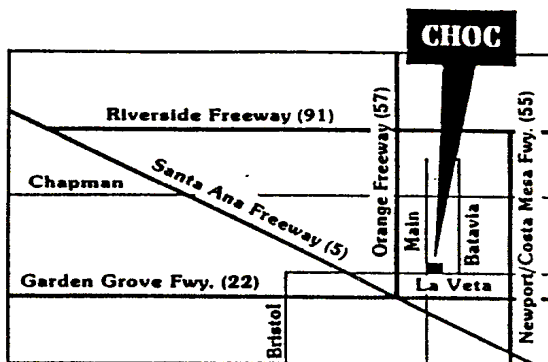 CHOC
Riverside Freeway (91)
Orange Freeway (57)
Newport/Costa Mesa Fwy. (55)
Chapman
Santa Ana Freeway (5)
Main
Batavia
Garden Grove Fwy. (22)
La Veta
Bristol